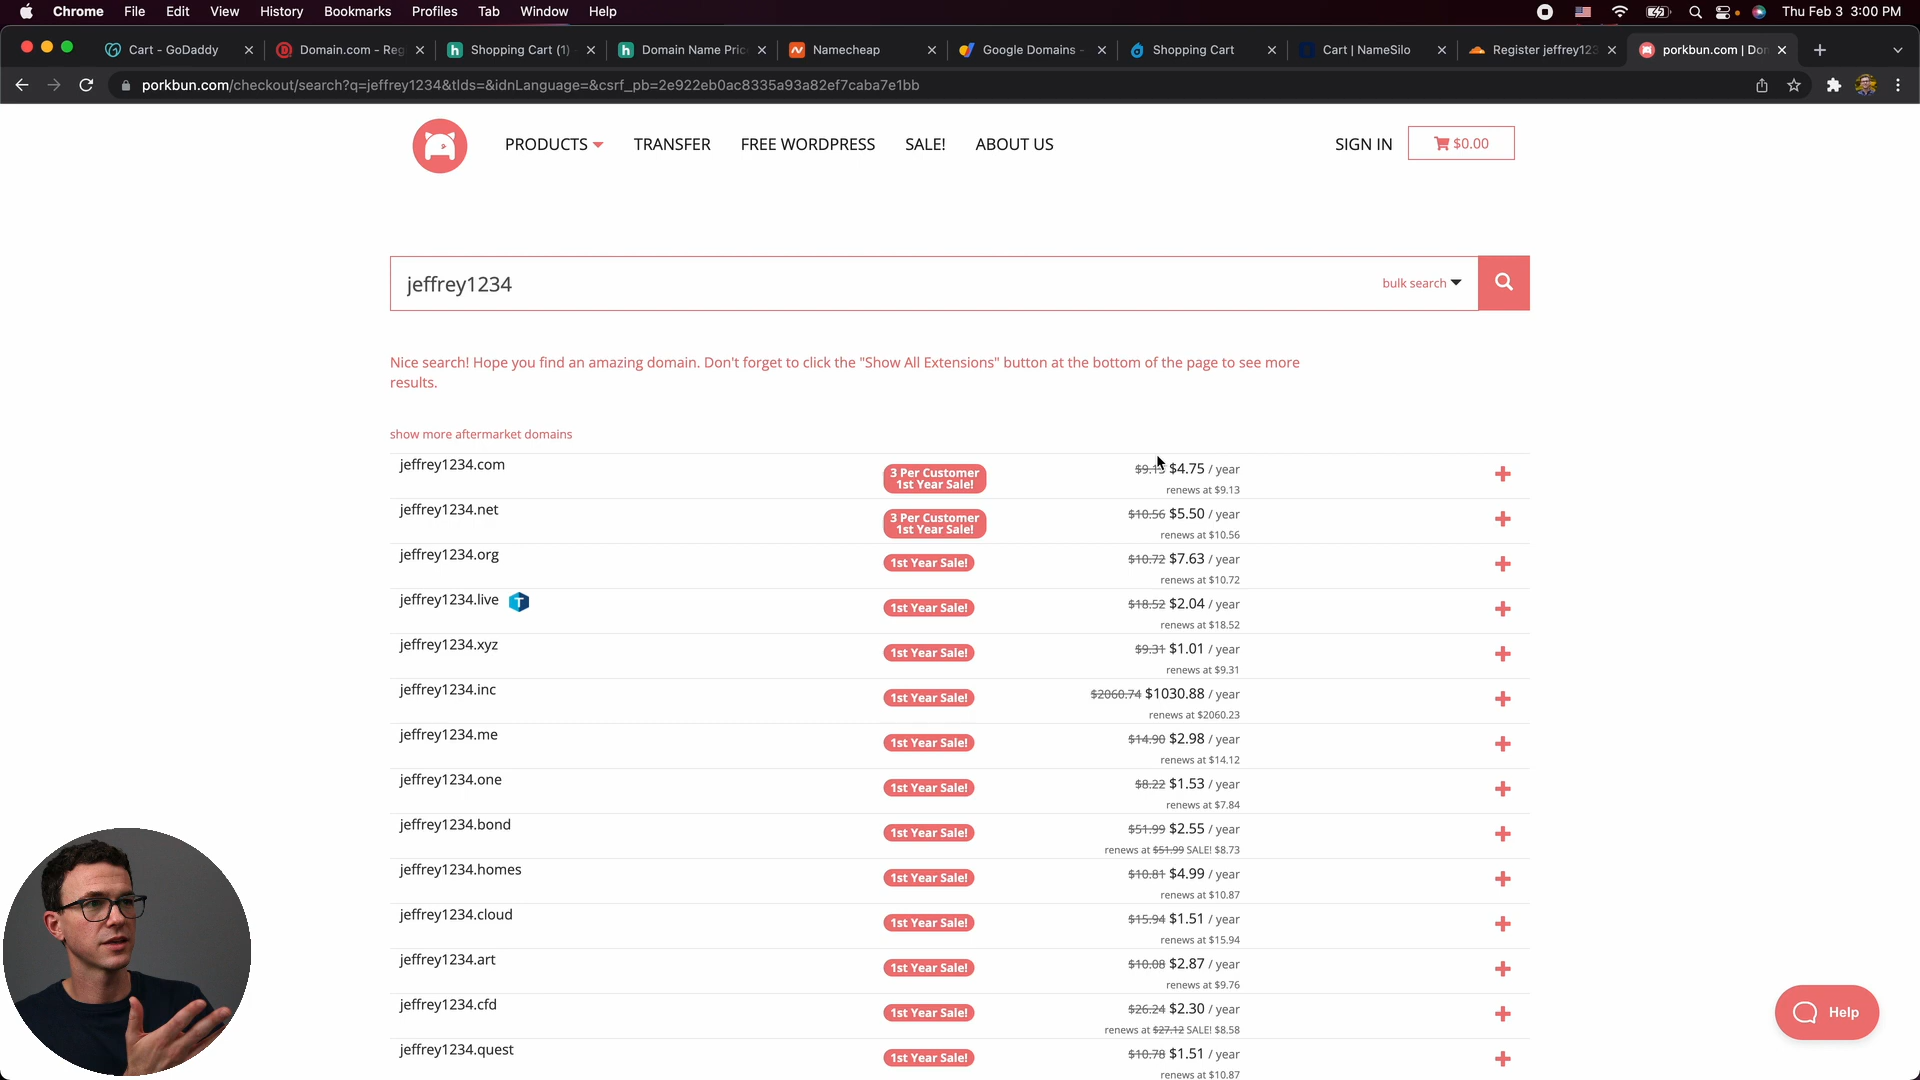 Chrome File Edit View History Bookmarks Profiles Tab Window Help Thu Feb 3 3:00 PM
Cart - GoDaddy Domain.com - Reg Shopping Cart (1) Domain Name Pric Namecheap Google Domains - Shopping Cart Cart | NameSilo Register jeffrey123 porkbun.com | Don
porkbun.com/checkout/search?q=jeffrey1234&tlds=&idnLanguage=&csrf_pb=2e922eb0ac8335a93a82ef7caba7e1bb
PRODUCTS TRANSFER FREE WORDPRESS SALE! ABOUT US SIGN IN $0.00
jeffrey1234 bulk search
Nice search! Hope you find an amazing domain. Don't forget to click the "Show All Extensions" button at the bottom of the page to see more
results.
show more aftermarket domains
jeffrey1234.com 3 Per Customer $4.75 / year
1st Year Sale! renews at $9.13
jeffrey1234.net 3 Per Customer $10.56 $5.50 / year
1st Year Sale! renews at $10.56
jeffrey1234.org 1st Year Sale! $10.72 $7.63 / year
renews at $10.72
jeffrey1234.live T 1st Year Sale! $18.52 $2.04 / year
renews at $18.52
jeffrey1234.xyz 1st Year Sale! $9.31 $1.01 / year
renews at $9.31
jeffrey1234.inc 1st Year Sale! $2060.74 $1030.88 / year
renews at $2060.23
jeffrey1234.me 1st Year Sale! $14.90 $2.98 / year
renews at $14.12
jeffrey1234.one 1st Year Sale! $8.22 $1.53 / year
renews at $7.84
jeffrey1234.bond 1st Year Sale! $51.99 $2.55 / year
renews at $51.99 SALE! $8.73
jeffrey1234.homes 1st Year Sale! $10.81 $4.99 / year
renews at $10.87
jeffrey1234.cloud 1st Year Sale! $15.94 $1.51 / year
renews at $15.94
jeffrey1234.art 1st Year Sale! $10.08 $2.87 / year
renews at $9.76
jeffrey1234.cfd 1st Year Sale! $26.24 $2.30 / year
renews at $27.12 SALE! $8.58
jeffrey1234.quest 1st Year Sale! $10.78 $1.51 / year
renews at $10.87
Help